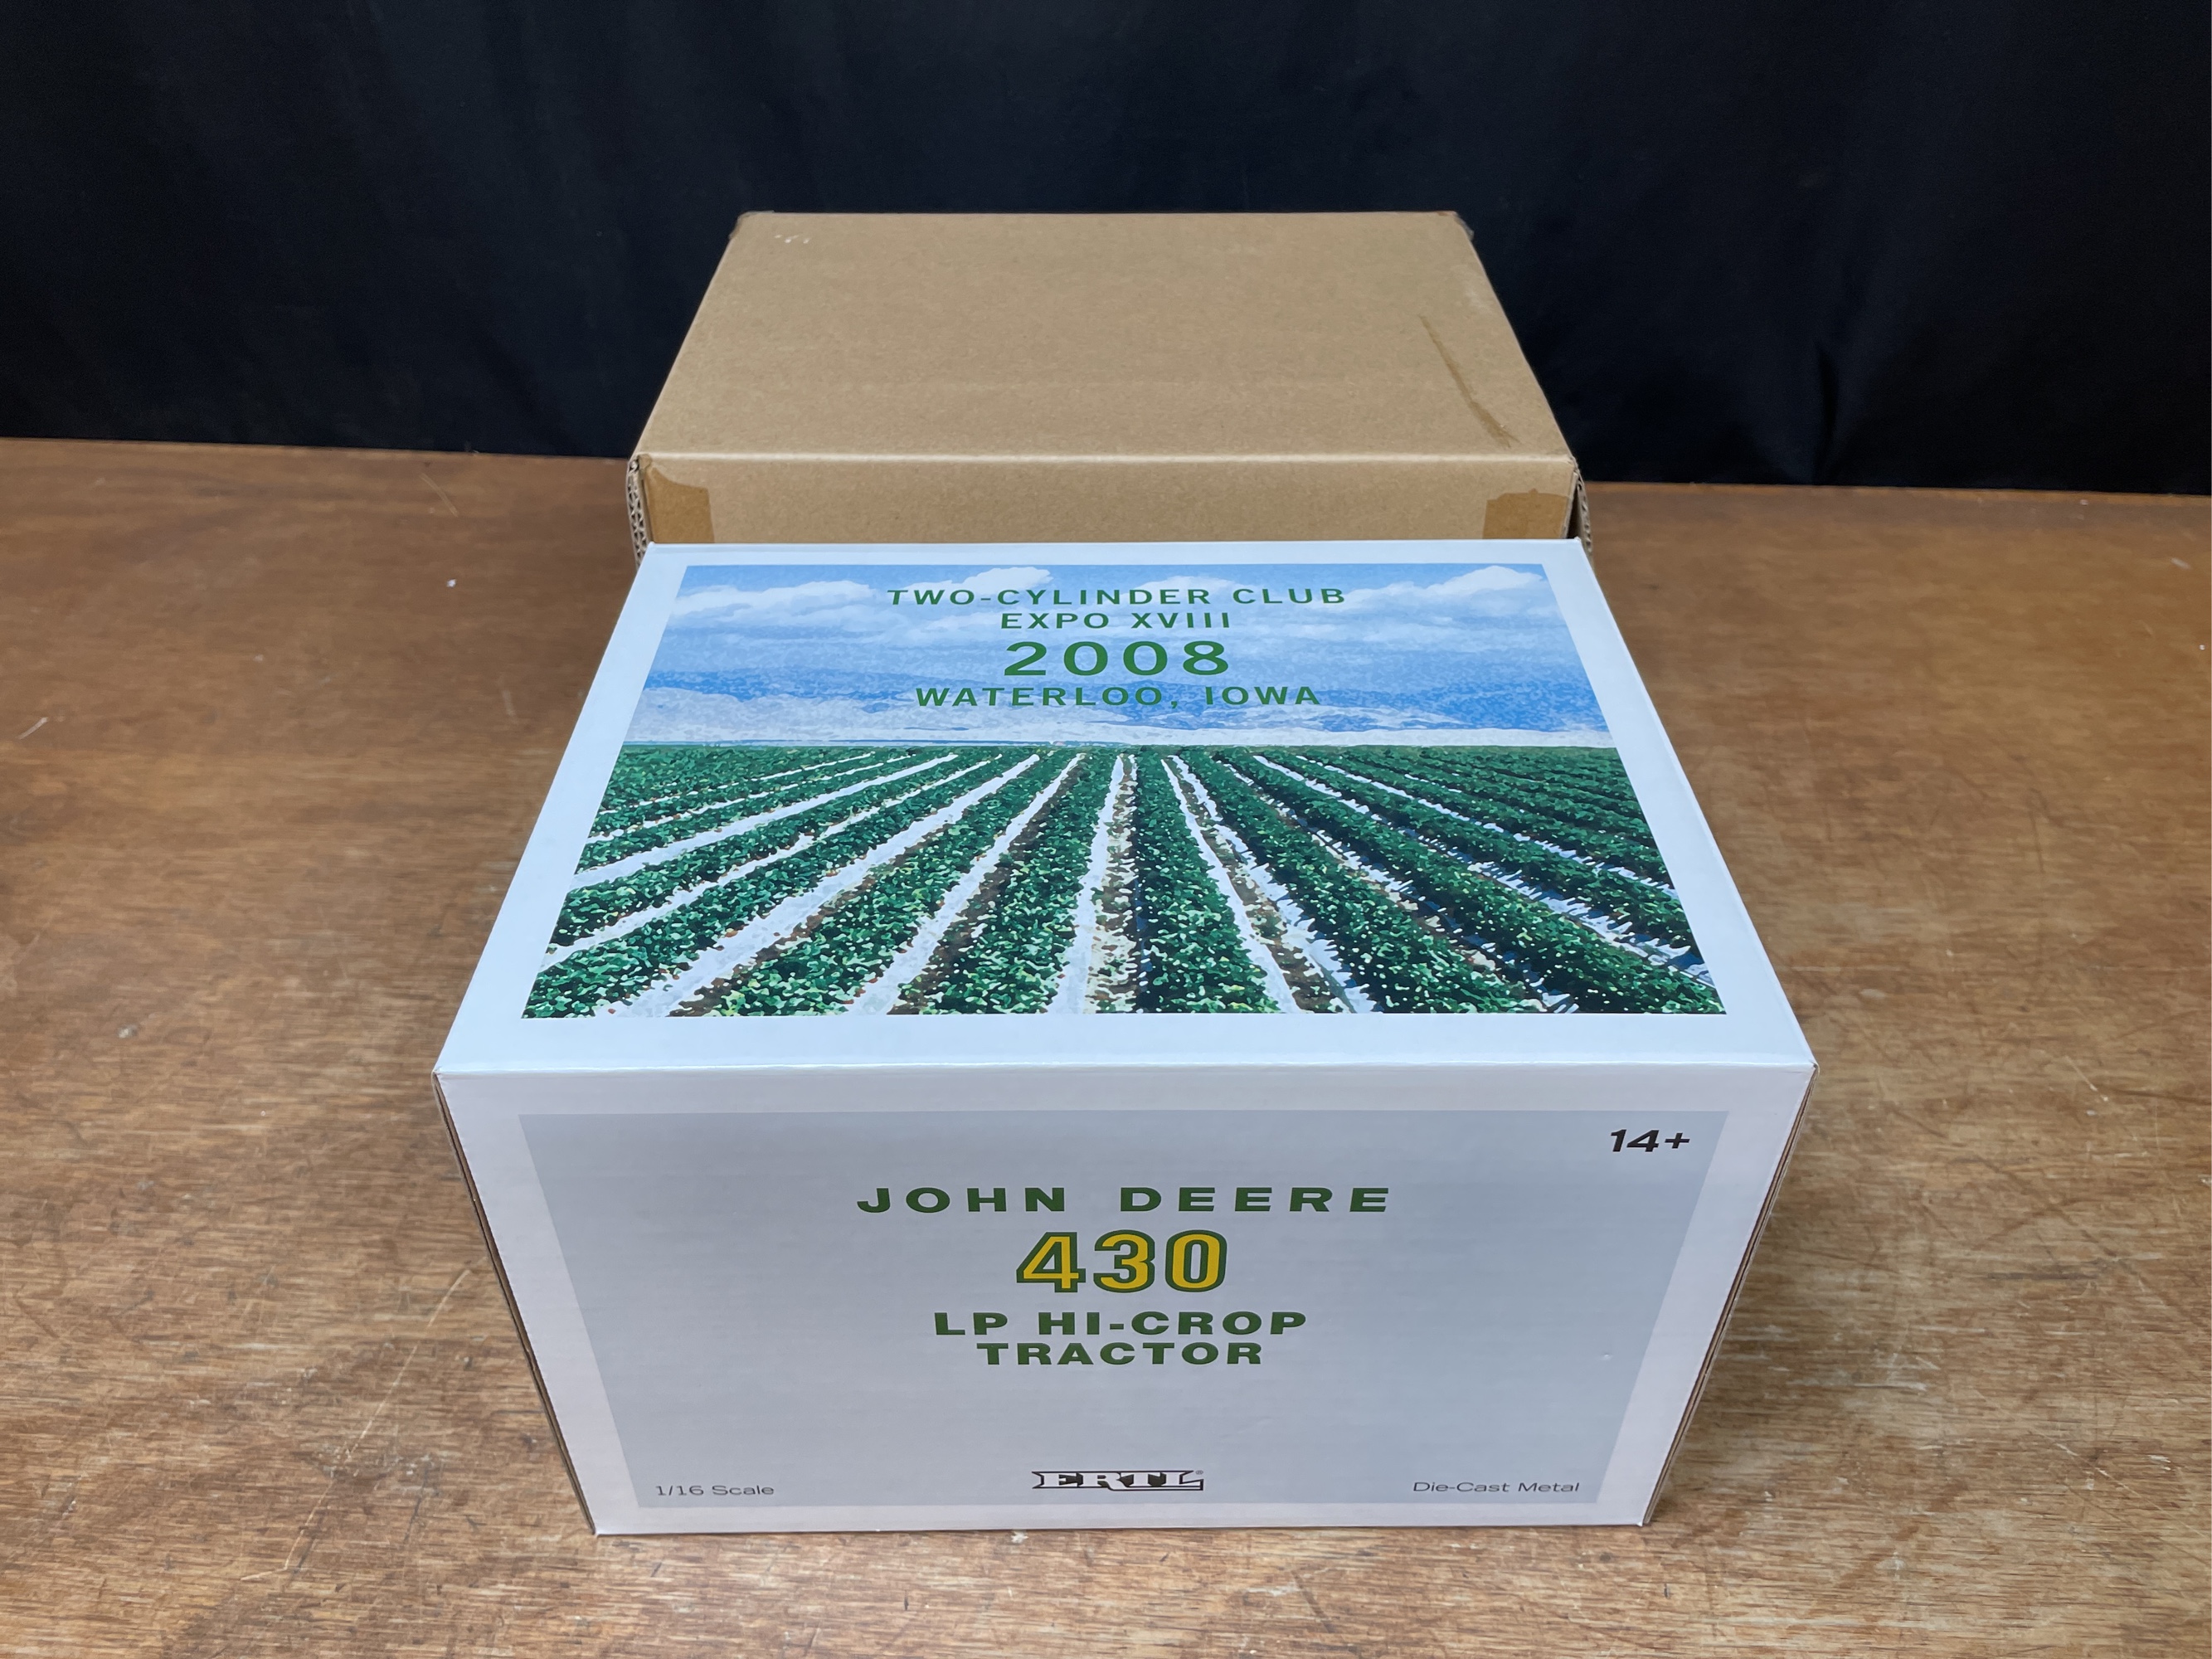 TWO-CYLINDER CLUB
EXPO XVIII
2008
WATERLOO, IOWA
14+
JOHN DEERE
430
LP HI-CROP
TRACTOR
1/16 Scale
ERTL
Die-Cast Metal